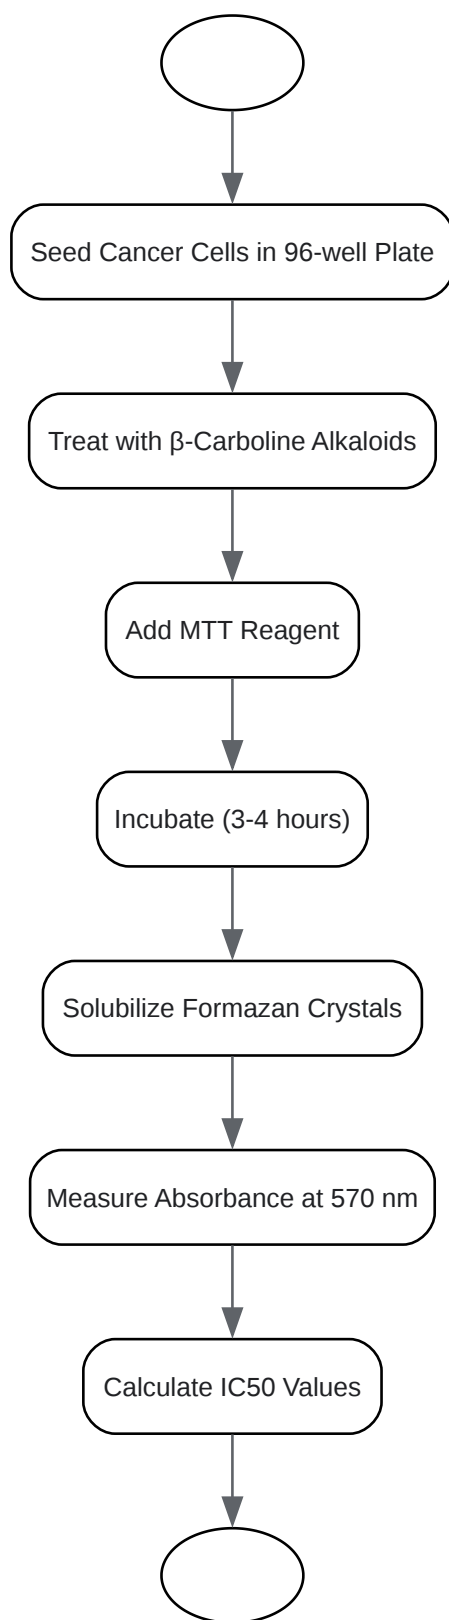 Seed Cancer Cells in 96-well Plate
Treat with β-Carboline Alkaloids
Add MTT Reagent
Incubate (3-4 hours)
Solubilize Formazan Crystals
Measure Absorbance at 570 nm
Calculate IC50 Values